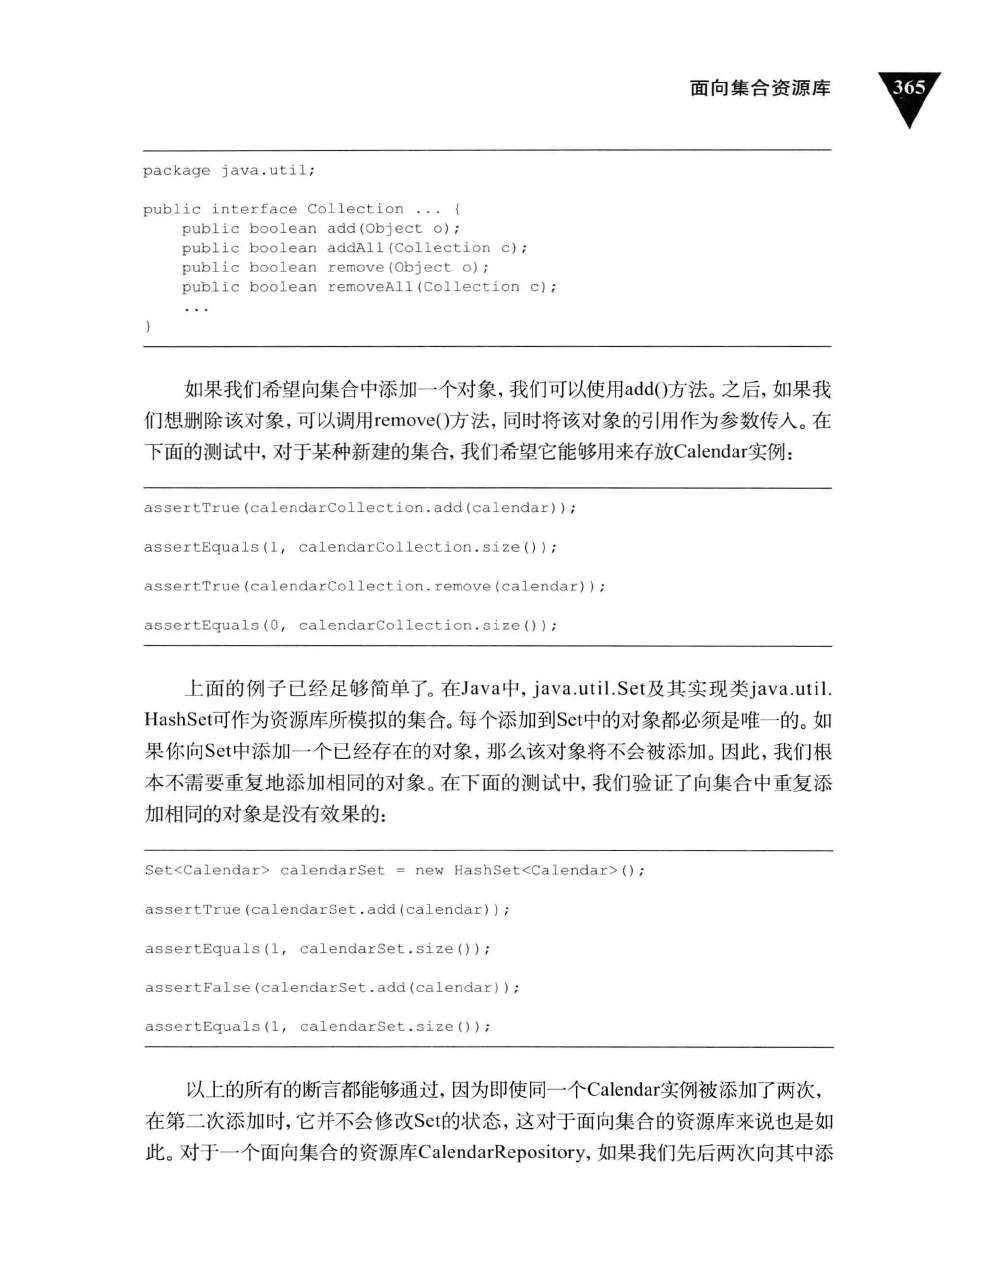 面向集合资源库
365
package java.util;
public interface Collection ... {
    public boolean add(Object o);
    public boolean addAll(Collection c);
    public boolean remove(Object o);
    public boolean removeAll(Collection c);
    ...
}
如果我们希望向集合中添加一个对象，我们可以使用add()方法。之后，如果我
们想删除该对象，可以调用remove()方法，同时将该对象的引用作为参数传入。在
下面的测试中，对于某种新建的集合，我们希望它能够用来存放Calendar实例：
assertTrue(calendarCollection.add(calendar));
assertEquals(1, calendarCollection.size());
assertTrue(calendarCollection.remove(calendar));
assertEquals(0, calendarCollection.size());
上面的例子已经足够简单了。在Java中，java.util.Set及其实现类java.util.
HashSet可作为资源库所模拟的集合。每个添加到Set中的对象都必须是唯一的。如
果你向Set中添加一个已经存在的对象，那么该对象将不会被添加。因此，我们根
本不需要重复地添加相同的对象。在下面的测试中，我们验证了向集合中重复添
加相同的对象是没有效果的：
Set<Calendar> calendarSet = new HashSet<Calendar>();
assertTrue(calendarSet.add(calendar));
assertEquals(1, calendarSet.size());
assertFalse(calendarSet.add(calendar));
assertEquals(1, calendarSet.size());
以上的所有的断言都能够通过，因为即使同一个Calendar实例被添加了两次，
在第二次添加时，它并不会修改Set的状态，这对于面向集合的资源库来说也是如
此。对于一个面向集合的资源库CalendarRepository，如果我们先后两次向其中添